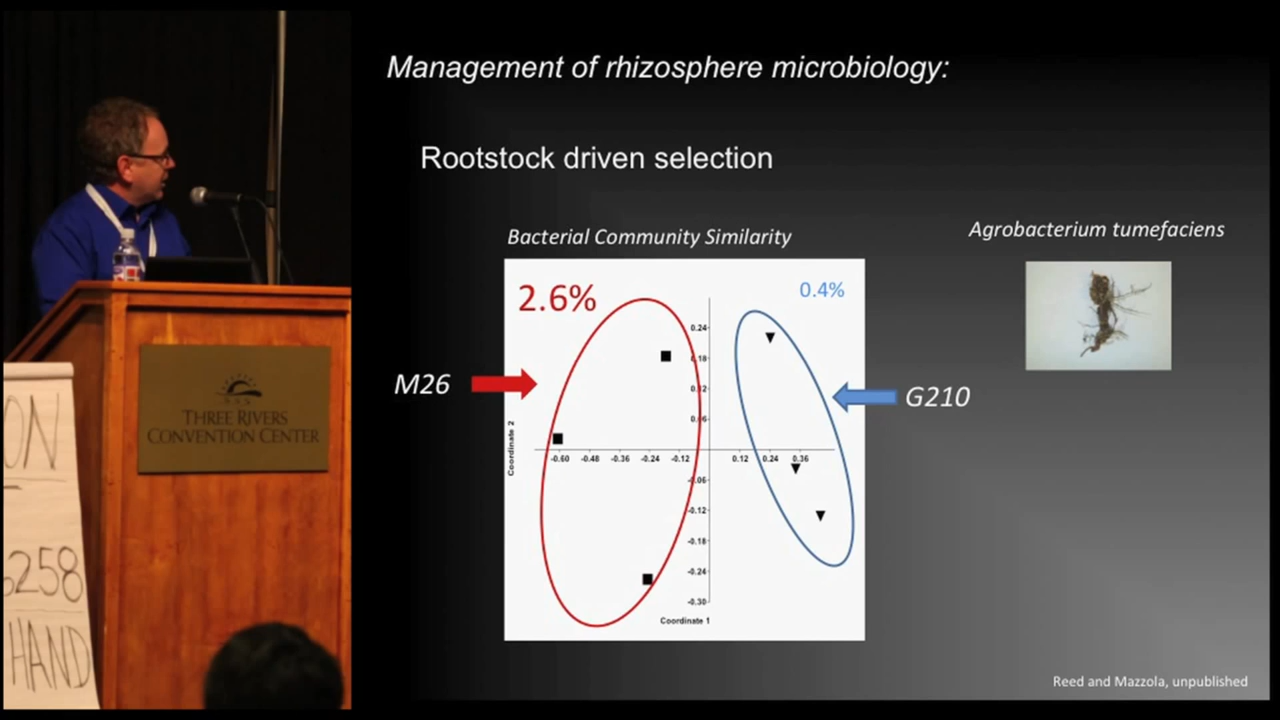 Management of rhizosphere microbiology:
Rootstock driven selection
Bacterial Community Similarity
Agrobacterium tumefaciens
2.6%
0.4%
M26
G210
0.24
0.18
0.12
0.06
-0.60 -0.48 -0.36 -0.24 -0.12 0.12 0.24 0.36
-0.06
-0.12
-0.18
-0.24
-0.30
Coordinate 2
Coordinate 1
Reed and Mazzola, unpublished
THREE RIVERS
CONVENTION CENTER
ON
258
HAND